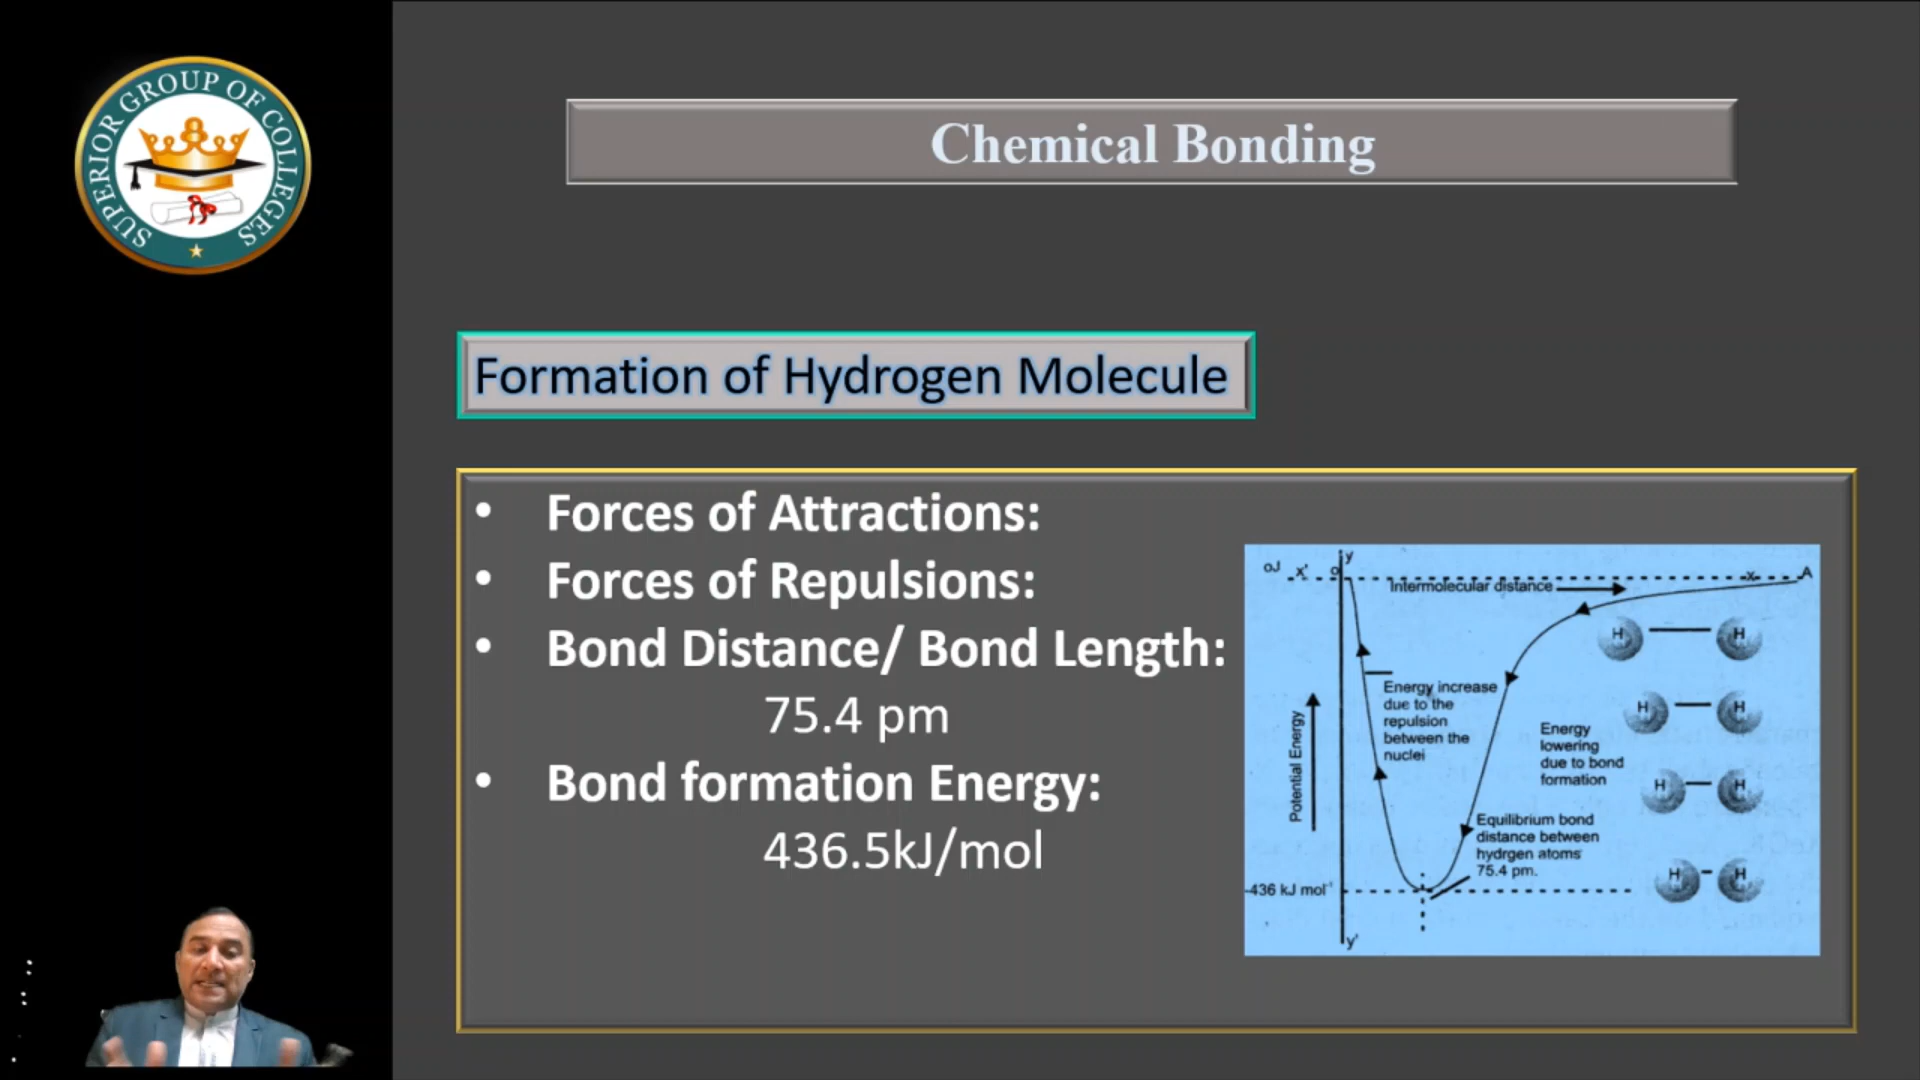 SUPERIOR GROUP OF COLLEGES
Chemical Bonding
Formation of Hydrogen Molecule
• Forces of Attractions:
• Forces of Repulsions:
• Bond Distance/ Bond Length:
75.4 pm
• Bond formation Energy:
436.5kJ/mol
oJ x' o y x A
Intermolecular distance
H H
Energy increase
due to the
repulsion
between the
nuclei
Potential Energy
H H
Energy
lowering
due to bond
formation
H H
Equilibrium bond
distance between
hydrgen atoms
75.4 pm.
H H
-436 kJ mol⁻¹
y'